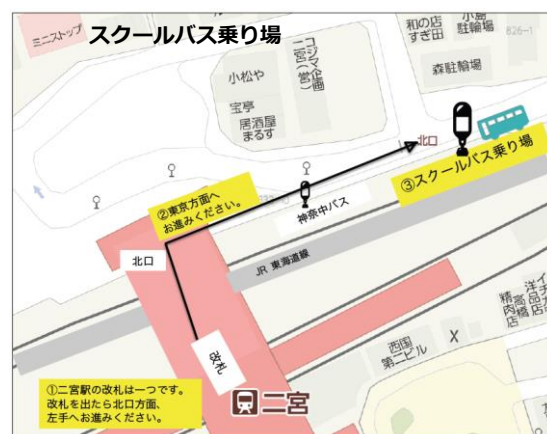 スクールバス乗り場
ミニストップ
コジマ企画
二宮(営)
小松や
宝亭
居酒屋
まるす
和の店
すぎ田
小島
駐輪場
826-1
森駐輪場
北口
③スクールバス乗り場
②東京方面へ
お進みください。
神奈中バス
北口
JR 東海道線
改札
西国
第二ビル
精肉店
高橋
洋品店
①二宮駅の改札は一つです。
改札を出たら北口方面、
左手へお進みください。
二宮